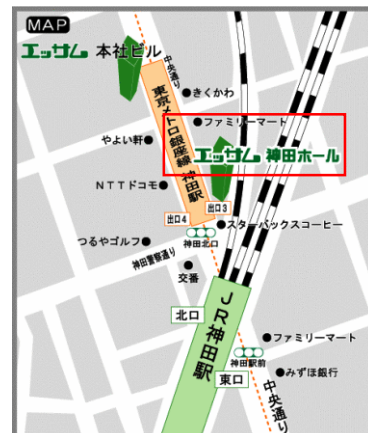 MAP
エッサム 本社ビル
中央通り
きくかわ
東京メトロ銀座線 神田駅
ファミリーマート
やよい軒
エッサム 神田ホール
NTTドコモ
出口3
出口4
スターバックスコーヒー
神田北口
つるやゴルフ
神田警察通り
交番
北口
JR神田駅
ファミリーマート
神田駅前
東口
みずほ銀行
中央通り